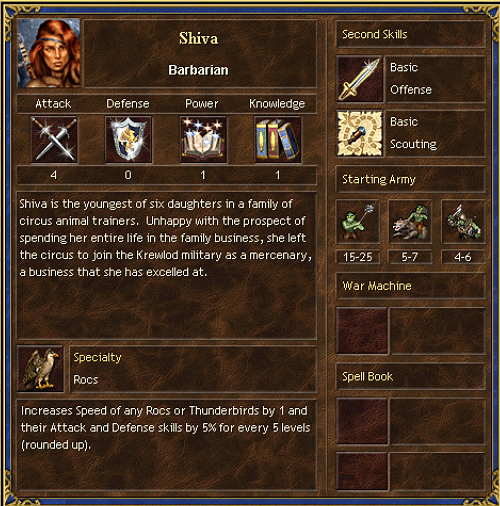 Shiva
Barbarian
Attack Defense Power Knowledge
4 0 1 1
Shiva is the youngest of six daughters in a family of
circus animal trainers. Unhappy with the prospect of
spending her entire life in the family business, she left
the circus to join the Krewlod military as a mercenary,
a business that she has excelled at.
Specialty
Rocs
Increases Speed of any Rocs or Thunderbirds by 1 and
their Attack and Defense skills by 5% for every 5 levels
(rounded up).
Second Skills
Basic
Offense
Basic
Scouting
Starting Army
15-25 5-7 4-6
War Machine
Spell Book